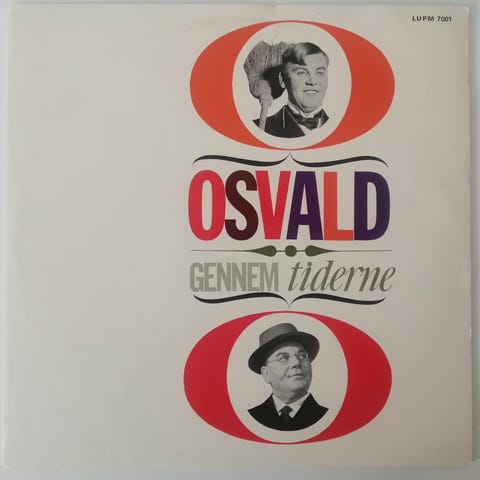 LUPM 7001
OSVALD
GENNEM tiderne